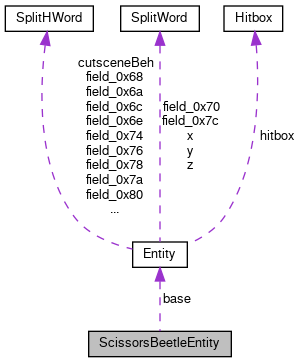 SplitHWord
SplitWord
Hitbox
cutsceneBeh
field_0x68
field_0x6a
field_0x6c
field_0x6e
field_0x74
field_0x76
field_0x78
field_0x7a
field_0x80
...
field_0x70
field_0x7c
x
y
z
hitbox
Entity
base
ScissorsBeetleEntity